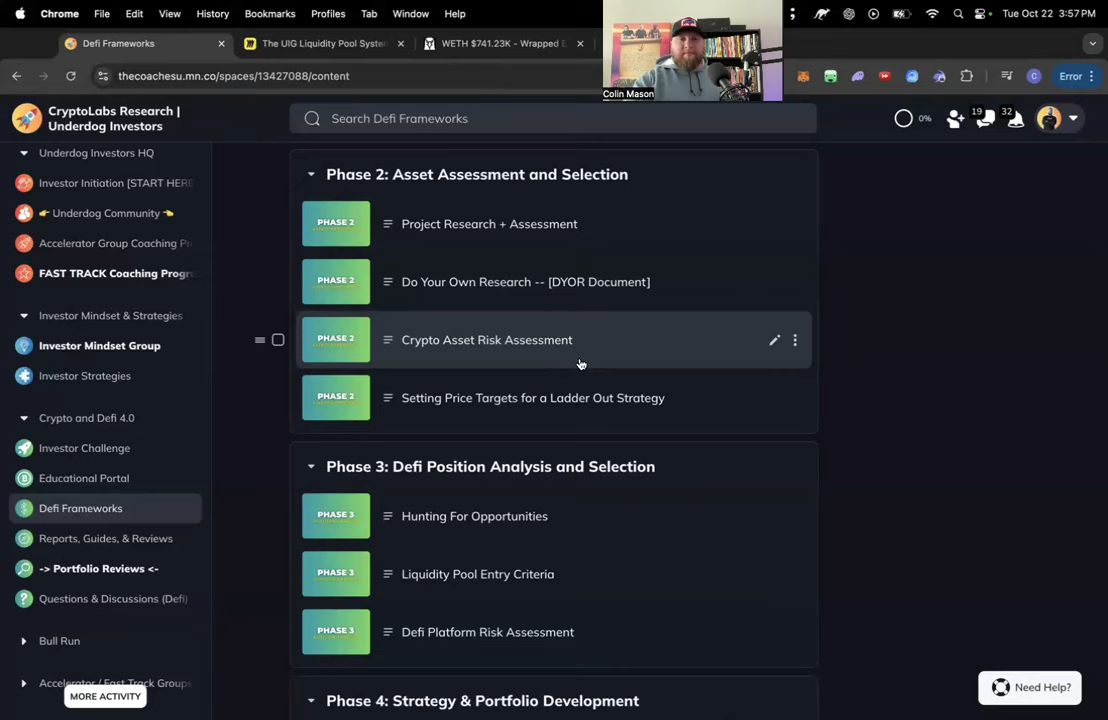 Chrome File Edit View History Bookmarks Profiles Tab Window Help
Tue Oct 22 3:57 PM
Defi Frameworks
The UIG Liquidity Pool Syste
WETH $741.23K - Wrapped E
thecoachesu.mn.co/spaces/13427088/content
C
Error
Colin Mason
CryptoLabs Research |
Underdog Investors
Search Defi Frameworks
0%
19
32
Underdog Investors HQ
Investor Initiation [START HERE
Underdog Community
Accelerator Group Coaching Pr
FAST TRACK Coaching Progr
Investor Mindset & Strategies
Investor Mindset Group
Investor Strategies
Crypto and Defi 4.0
Investor Challenge
Educational Portal
Defi Frameworks
Reports, Guides, & Reviews
-> Portfolio Reviews <-
Questions & Discussions (Defi)
Bull Run
Accelerator / Fast Track Groups
MORE ACTIVITY
Phase 2: Asset Assessment and Selection
PHASE 2
Project Research + Assessment
PHASE 2
Do Your Own Research -- [DYOR Document]
PHASE 2
Crypto Asset Risk Assessment
PHASE 2
Setting Price Targets for a Ladder Out Strategy
Phase 3: Defi Position Analysis and Selection
PHASE 3
Hunting For Opportunities
PHASE 3
Liquidity Pool Entry Criteria
PHASE 3
Defi Platform Risk Assessment
Phase 4: Strategy & Portfolio Development
Need Help?